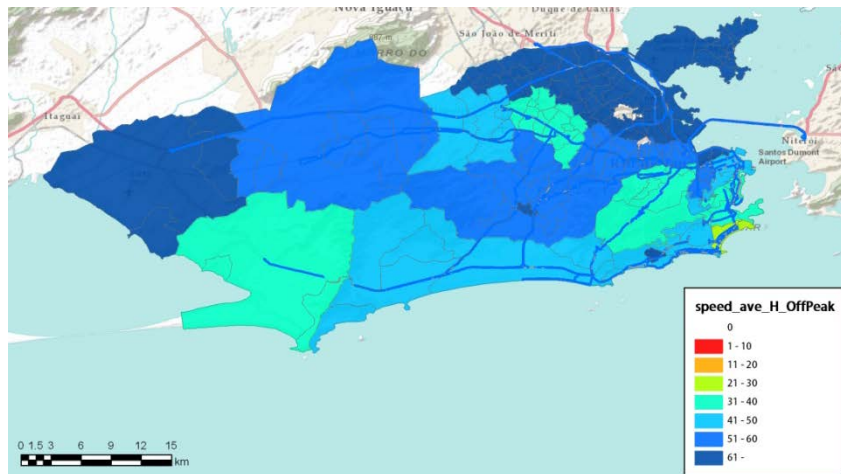 Nova Iguaçu
Duque de Caxias
São João de Meriti
887 m
Itaguaí
Niterói
Santos Dumont
Airport
speed_ave_H_OffPeak
0
1 - 10
11 - 20
21 - 30
31 - 40
41 - 50
51 - 60
61 -
0 1.5 3 6 9 12 15
km